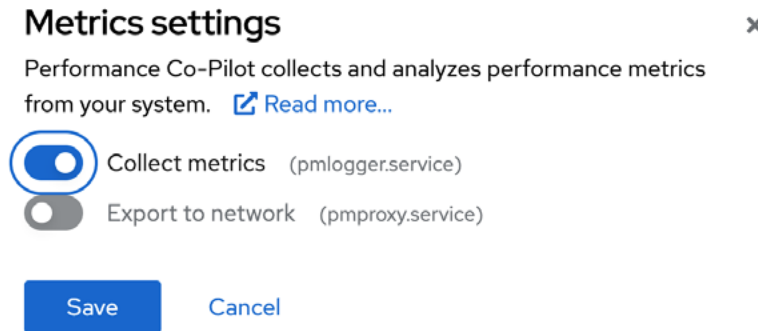 Metrics settings
Performance Co-Pilot collects and analyzes performance metrics
from your system. Read more...
Collect metrics (pmlogger.service)
Export to network (pmproxy.service)
Save Cancel